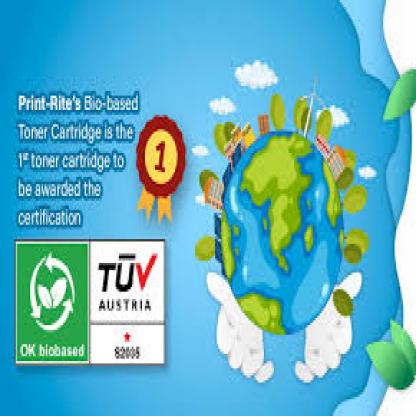 Print-Rite's Bio-based
Toner Cartridge is the
1st toner cartridge to
be awarded the
certification
1
TÜV
AUSTRIA
OK biobased
S2005